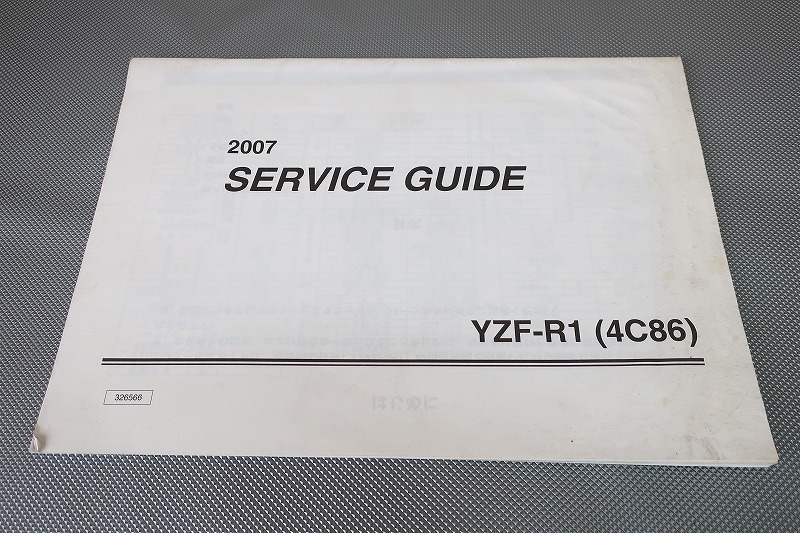 2007
SERVICE GUIDE
YZF-R1 (4C86)
326566